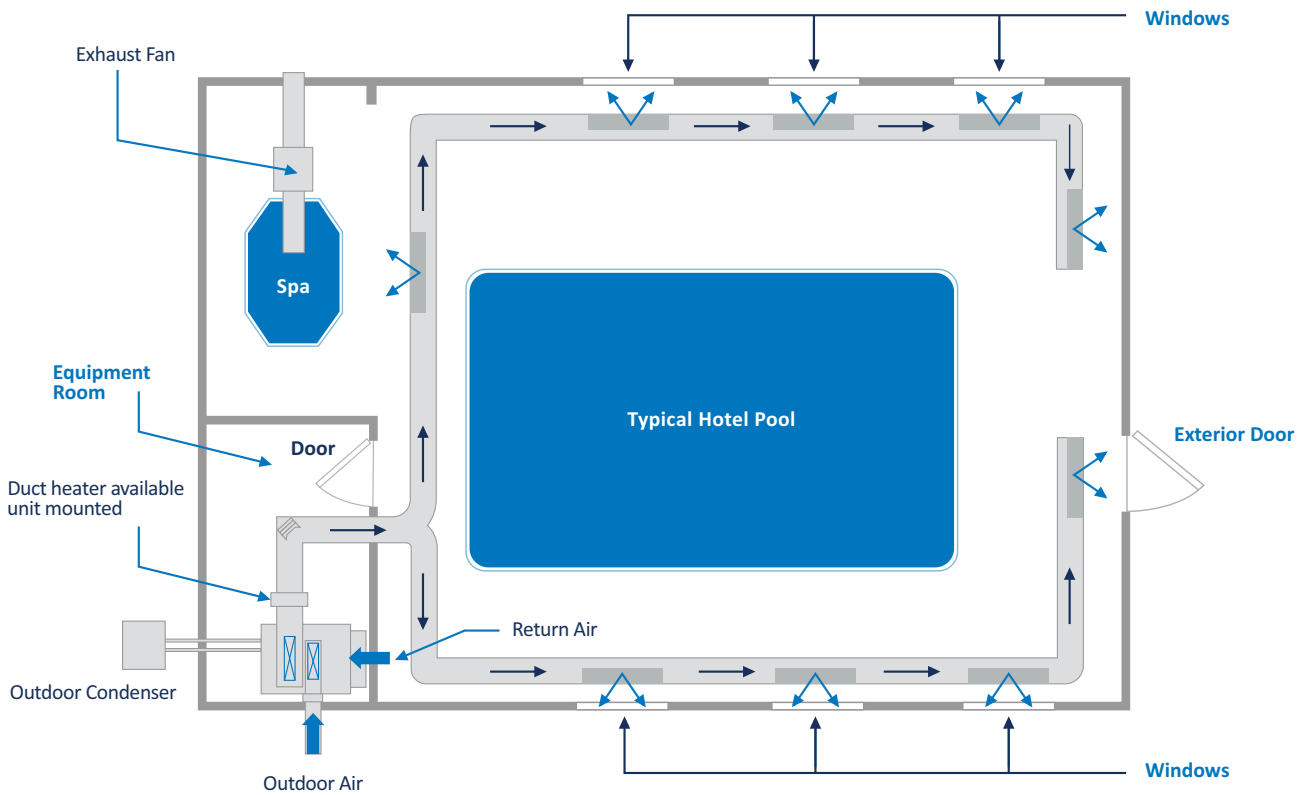 Windows
Exhaust Fan
Spa
Equipment
Room
Typical Hotel Pool
Door
Exterior Door
Duct heater available
unit mounted
Return Air
Outdoor Condenser
Outdoor Air
Windows